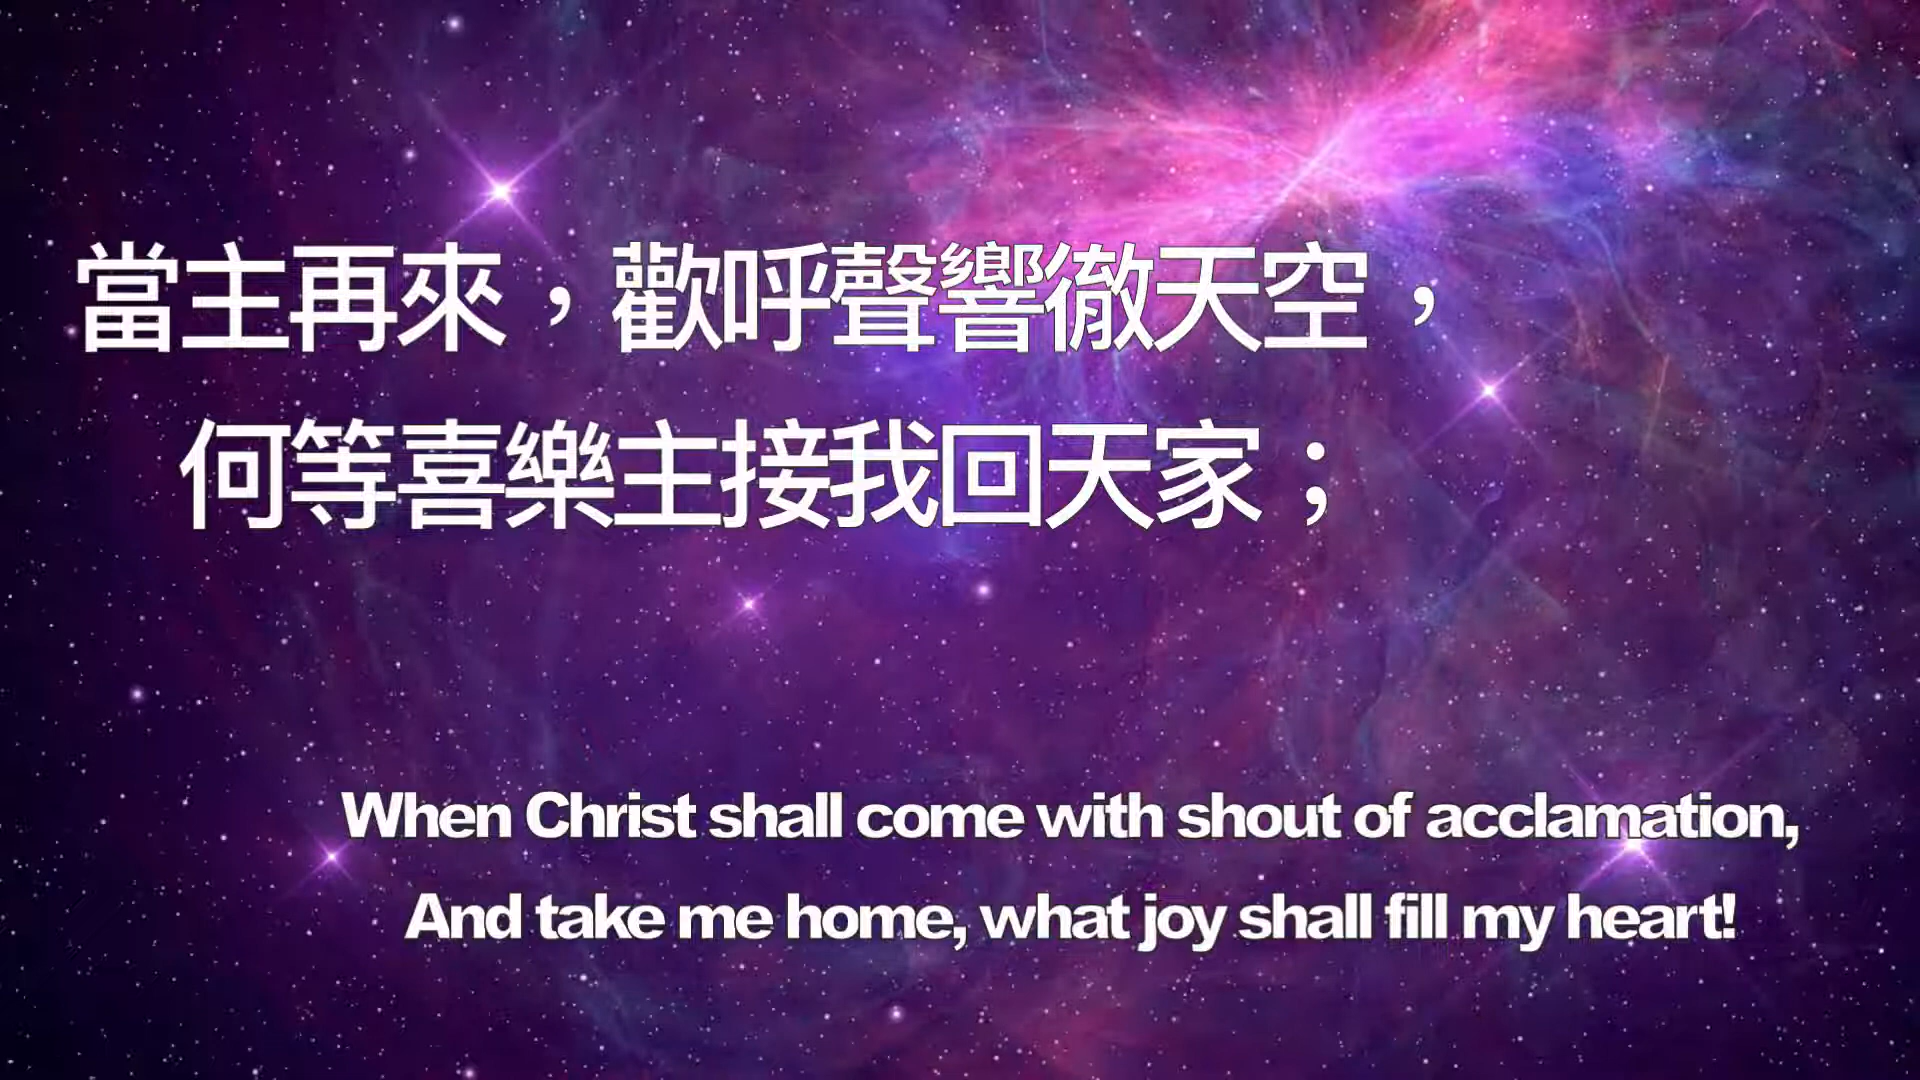 當主再來，歡呼聲響徹天空，
何等喜樂主接我回天家；
When Christ shall come with shout of acclamation,
And take me home, what joy shall fill my heart!